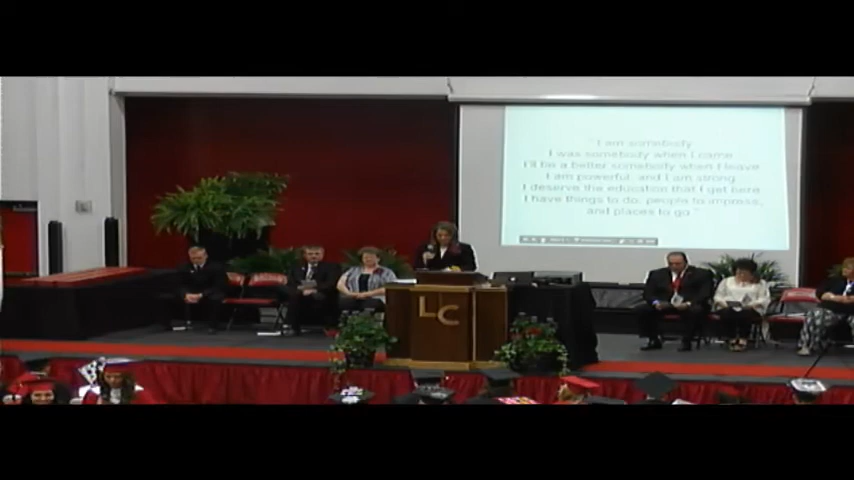 " I am somebody.
I was somebody when I came.
I'll be a better somebody when I leave.
I am powerful, and I am strong.
I deserve the education that I get here.
I have things to do, people to impress,
and places to go."
LC